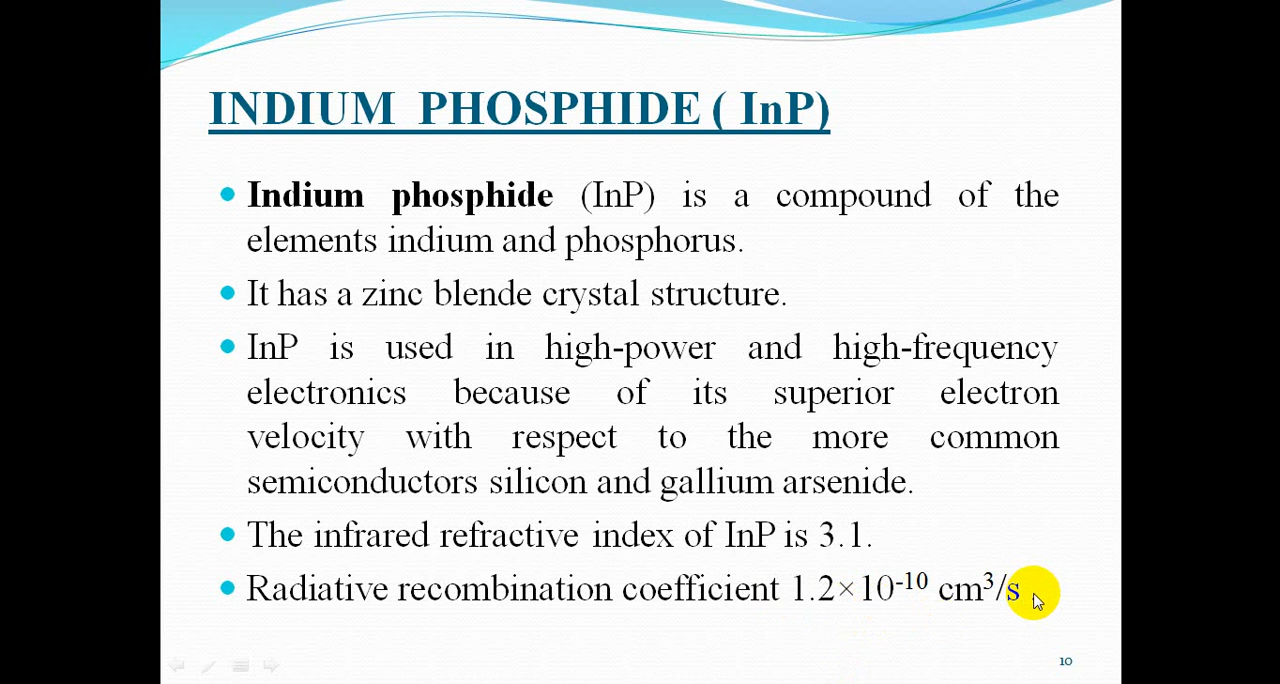 INDIUM PHOSPHIDE ( InP)
• Indium phosphide (InP) is a compound of the
elements indium and phosphorus.
• It has a zinc blende crystal structure.
• InP is used in high-power and high-frequency
electronics because of its superior electron
velocity with respect to the more common
semiconductors silicon and gallium arsenide.
• The infrared refractive index of InP is 3.1.
• Radiative recombination coefficient 1.2×10⁻¹⁰ cm³/s
10